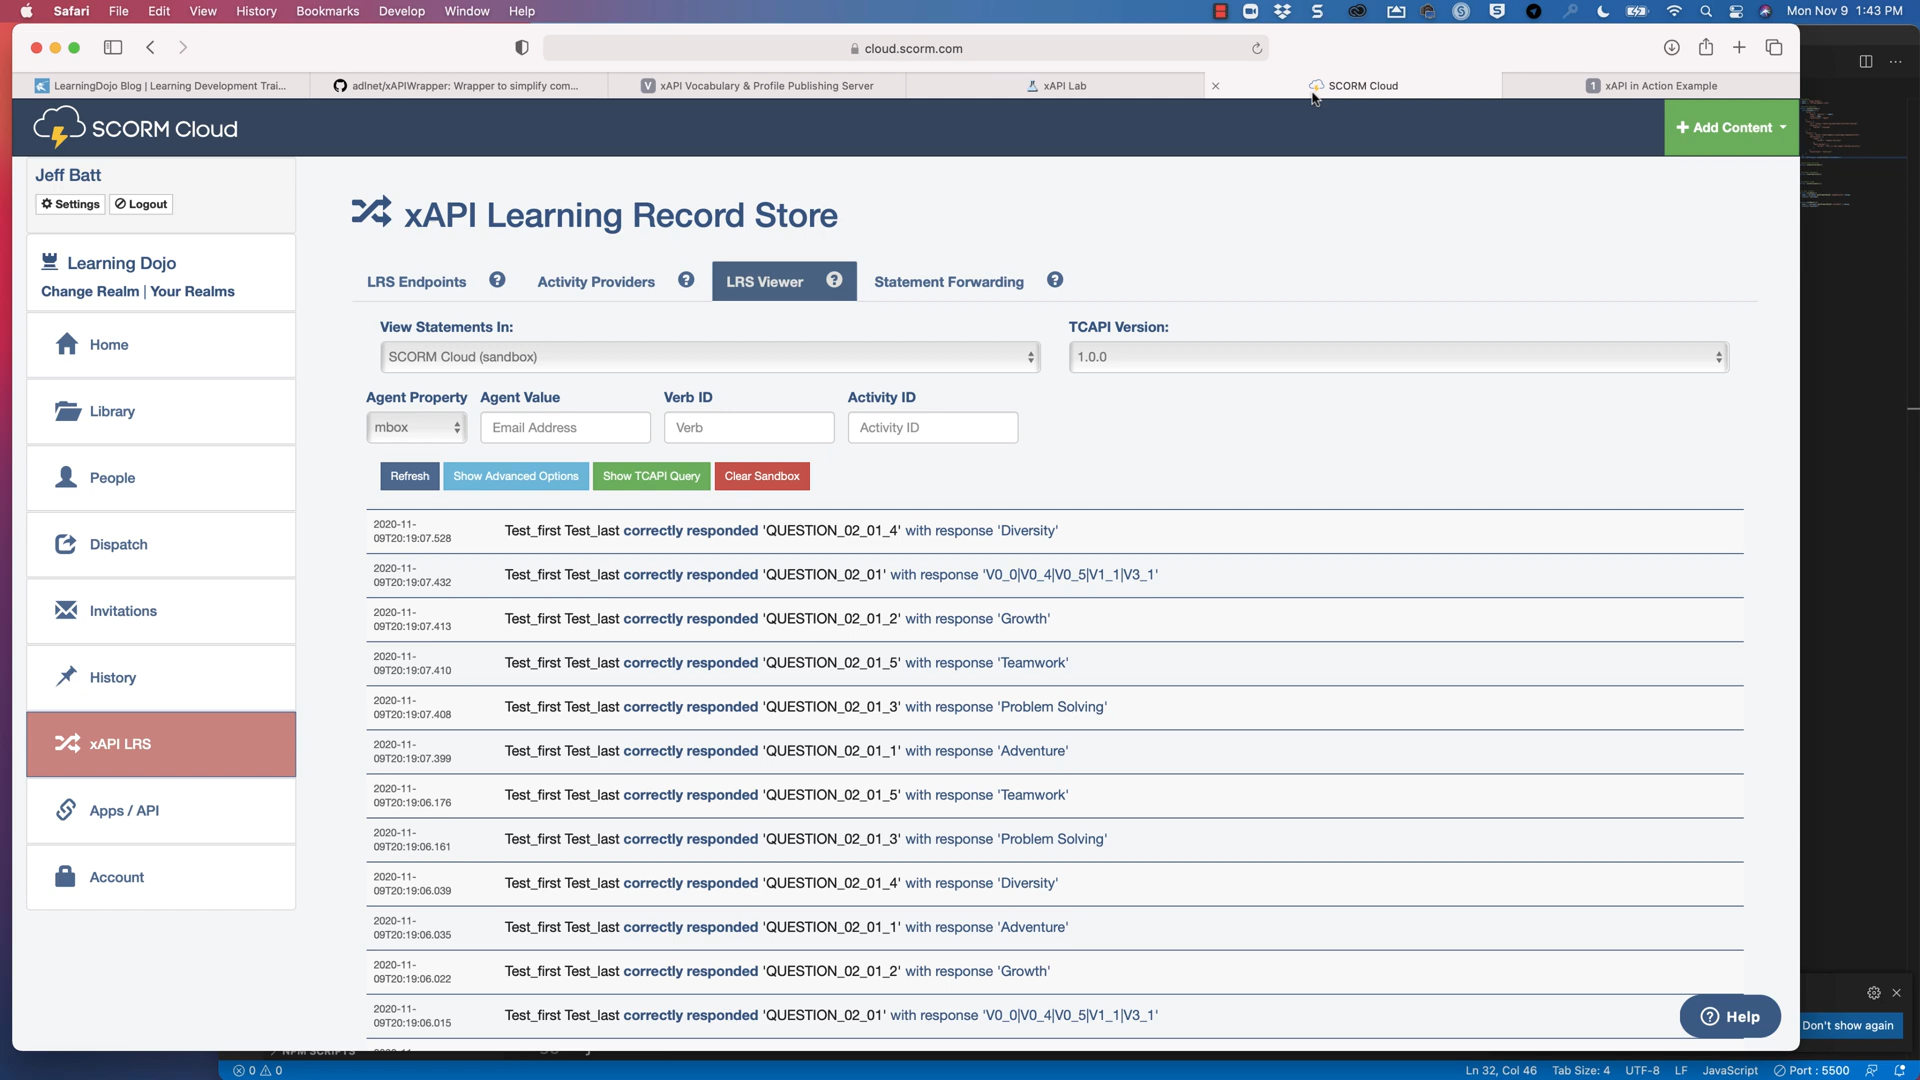 Safari File Edit View History Bookmarks Develop Window Help
Mon Nov 9 1:43 PM
cloud.scorm.com
LearningDojo Blog | Learning Development Trai...
adlnet/xAPIWrapper: Wrapper to simplify com...
xAPI Vocabulary & Profile Publishing Server
xAPI Lab
SCORM Cloud
xAPI in Action Example
SCORM Cloud
Add Content
Jeff Batt
Settings Logout
Learning Dojo
Change Realm | Your Realms
Home
Library
People
Dispatch
Invitations
History
xAPI LRS
Apps / API
Account
xAPI Learning Record Store
LRS Endpoints ? Activity Providers ? LRS Viewer ? Statement Forwarding ?
View Statements In: TCAPI Version:
SCORM Cloud (sandbox) 1.0.0
Agent Property Agent Value Verb ID Activity ID
mbox Email Address Verb Activity ID
Refresh Show Advanced Options Show TCAPI Query Clear Sandbox
2020-11-
09T20:19:07.528
Test_first Test_last correctly responded 'QUESTION_02_01_4' with response 'Diversity'
2020-11-
09T20:19:07.432
Test_first Test_last correctly responded 'QUESTION_02_01' with response 'V0_0|V0_4|V0_5|V1_1|V3_1'
2020-11-
09T20:19:07.413
Test_first Test_last correctly responded 'QUESTION_02_01_2' with response 'Growth'
2020-11-
09T20:19:07.410
Test_first Test_last correctly responded 'QUESTION_02_01_5' with response 'Teamwork'
2020-11-
09T20:19:07.408
Test_first Test_last correctly responded 'QUESTION_02_01_3' with response 'Problem Solving'
2020-11-
09T20:19:07.399
Test_first Test_last correctly responded 'QUESTION_02_01_1' with response 'Adventure'
2020-11-
09T20:19:06.176
Test_first Test_last correctly responded 'QUESTION_02_01_5' with response 'Teamwork'
2020-11-
09T20:19:06.161
Test_first Test_last correctly responded 'QUESTION_02_01_3' with response 'Problem Solving'
2020-11-
09T20:19:06.039
Test_first Test_last correctly responded 'QUESTION_02_01_4' with response 'Diversity'
2020-11-
09T20:19:06.035
Test_first Test_last correctly responded 'QUESTION_02_01_1' with response 'Adventure'
2020-11-
09T20:19:06.022
Test_first Test_last correctly responded 'QUESTION_02_01_2' with response 'Growth'
2020-11-
09T20:19:06.015
Test_first Test_last correctly responded 'QUESTION_02_01' with response 'V0_0|V0_4|V0_5|V1_1|V3_1'
Help
Don't show again
NPM SCRIPTS
0 0
Ln 32, Col 46 Tab Size: 4 UTF-8 LF JavaScript Port : 5500